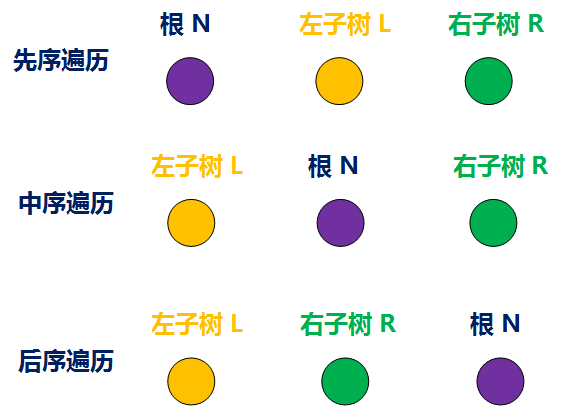 根 N 左子树 L 右子树 R
先序遍历
左子树 L 根 N 右子树 R
中序遍历
左子树 L 右子树 R 根 N
后序遍历